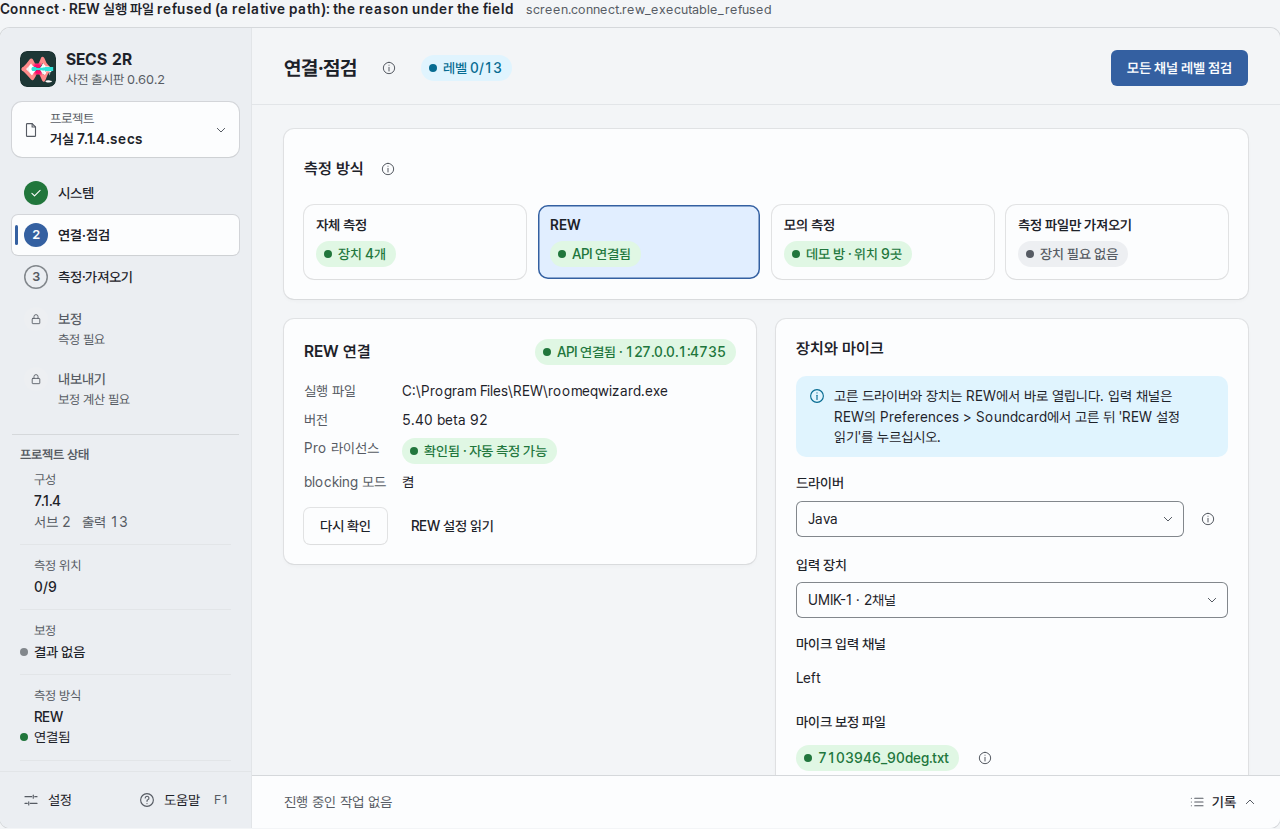 Connect · REW 실행 파일 refused (a relative path): the reason under the field screen.connect.rew_executable_refused
SECS 2R
사전 출시판 0.60.2
프로젝트
거실 7.1.4.secs
시스템
2 연결·점검
3 측정·가져오기
보정
측정 필요
내보내기
보정 계산 필요
프로젝트 상태
구성
7.1.4
서브 2 출력 13
측정 위치
0/9
보정
결과 없음
측정 방식
REW
연결됨
설정
도움말 F1
연결·점검
레벨 0/13
모든 채널 레벨 점검
측정 방식
자체 측정
장치 4개
REW
API 연결됨
모의 측정
데모 방 · 위치 9곳
측정 파일만 가져오기
장치 필요 없음
REW 연결
API 연결됨 · 127.0.0.1:4735
실행 파일 C:\Program Files\REW\roomeqwizard.exe
버전 5.40 beta 92
Pro 라이선스 확인됨 · 자동 측정 가능
blocking 모드 켬
다시 확인
REW 설정 읽기
장치와 마이크
고른 드라이버와 장치는 REW에서 바로 열립니다. 입력 채널은
REW의 Preferences > Soundcard에서 고른 뒤 'REW 설정
읽기'를 누르십시오.
드라이버
Java
입력 장치
UMIK-1 · 2채널
마이크 입력 채널
Left
마이크 보정 파일
7103946_90deg.txt
진행 중인 작업 없음
기록